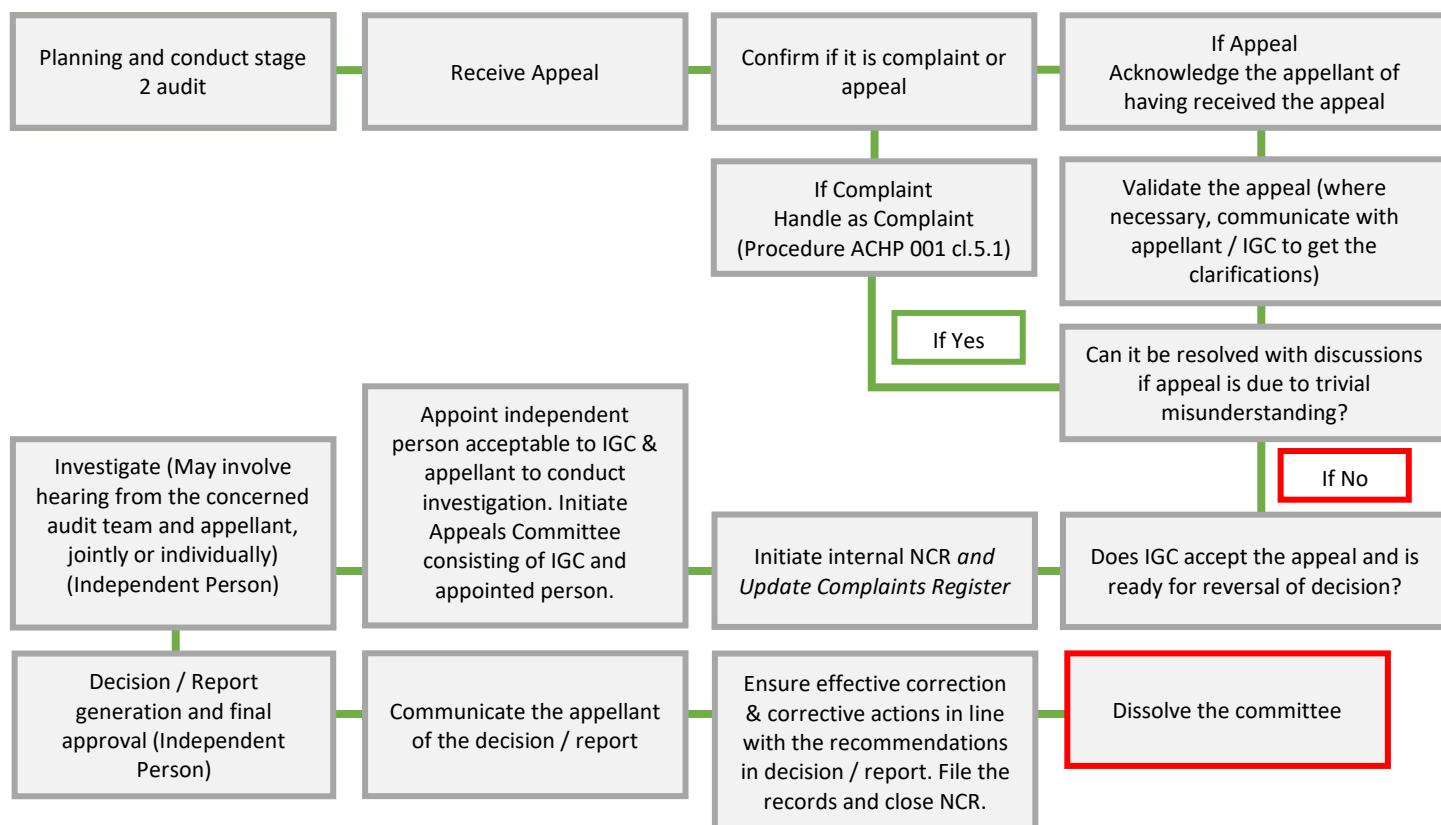 Planning and conduct stage
2 audit
Receive Appeal
Confirm if it is complaint or
appeal
If Appeal
Acknowledge the appellant of
having received the appeal
If Complaint
Handle as Complaint
(Procedure ACHP 001 cl.5.1)
Validate the appeal (where
necessary, communicate with
appellant / IGC to get the
clarifications)
If Yes
Can it be resolved with discussions
if appeal is due to trivial
misunderstanding?
If No
Does IGC accept the appeal and is
ready for reversal of decision?
Initiate internal NCR and
Update Complaints Register
Appoint independent
person acceptable to IGC &
appellant to conduct
investigation. Initiate
Appeals Committee
consisting of IGC and
appointed person.
Investigate (May involve
hearing from the concerned
audit team and appellant,
jointly or individually)
(Independent Person)
Decision / Report
generation and final
approval (Independent
Person)
Communicate the appellant
of the decision / report
Ensure effective correction
& corrective actions in line
with the recommendations
in decision / report. File the
records and close NCR.
Dissolve the committee